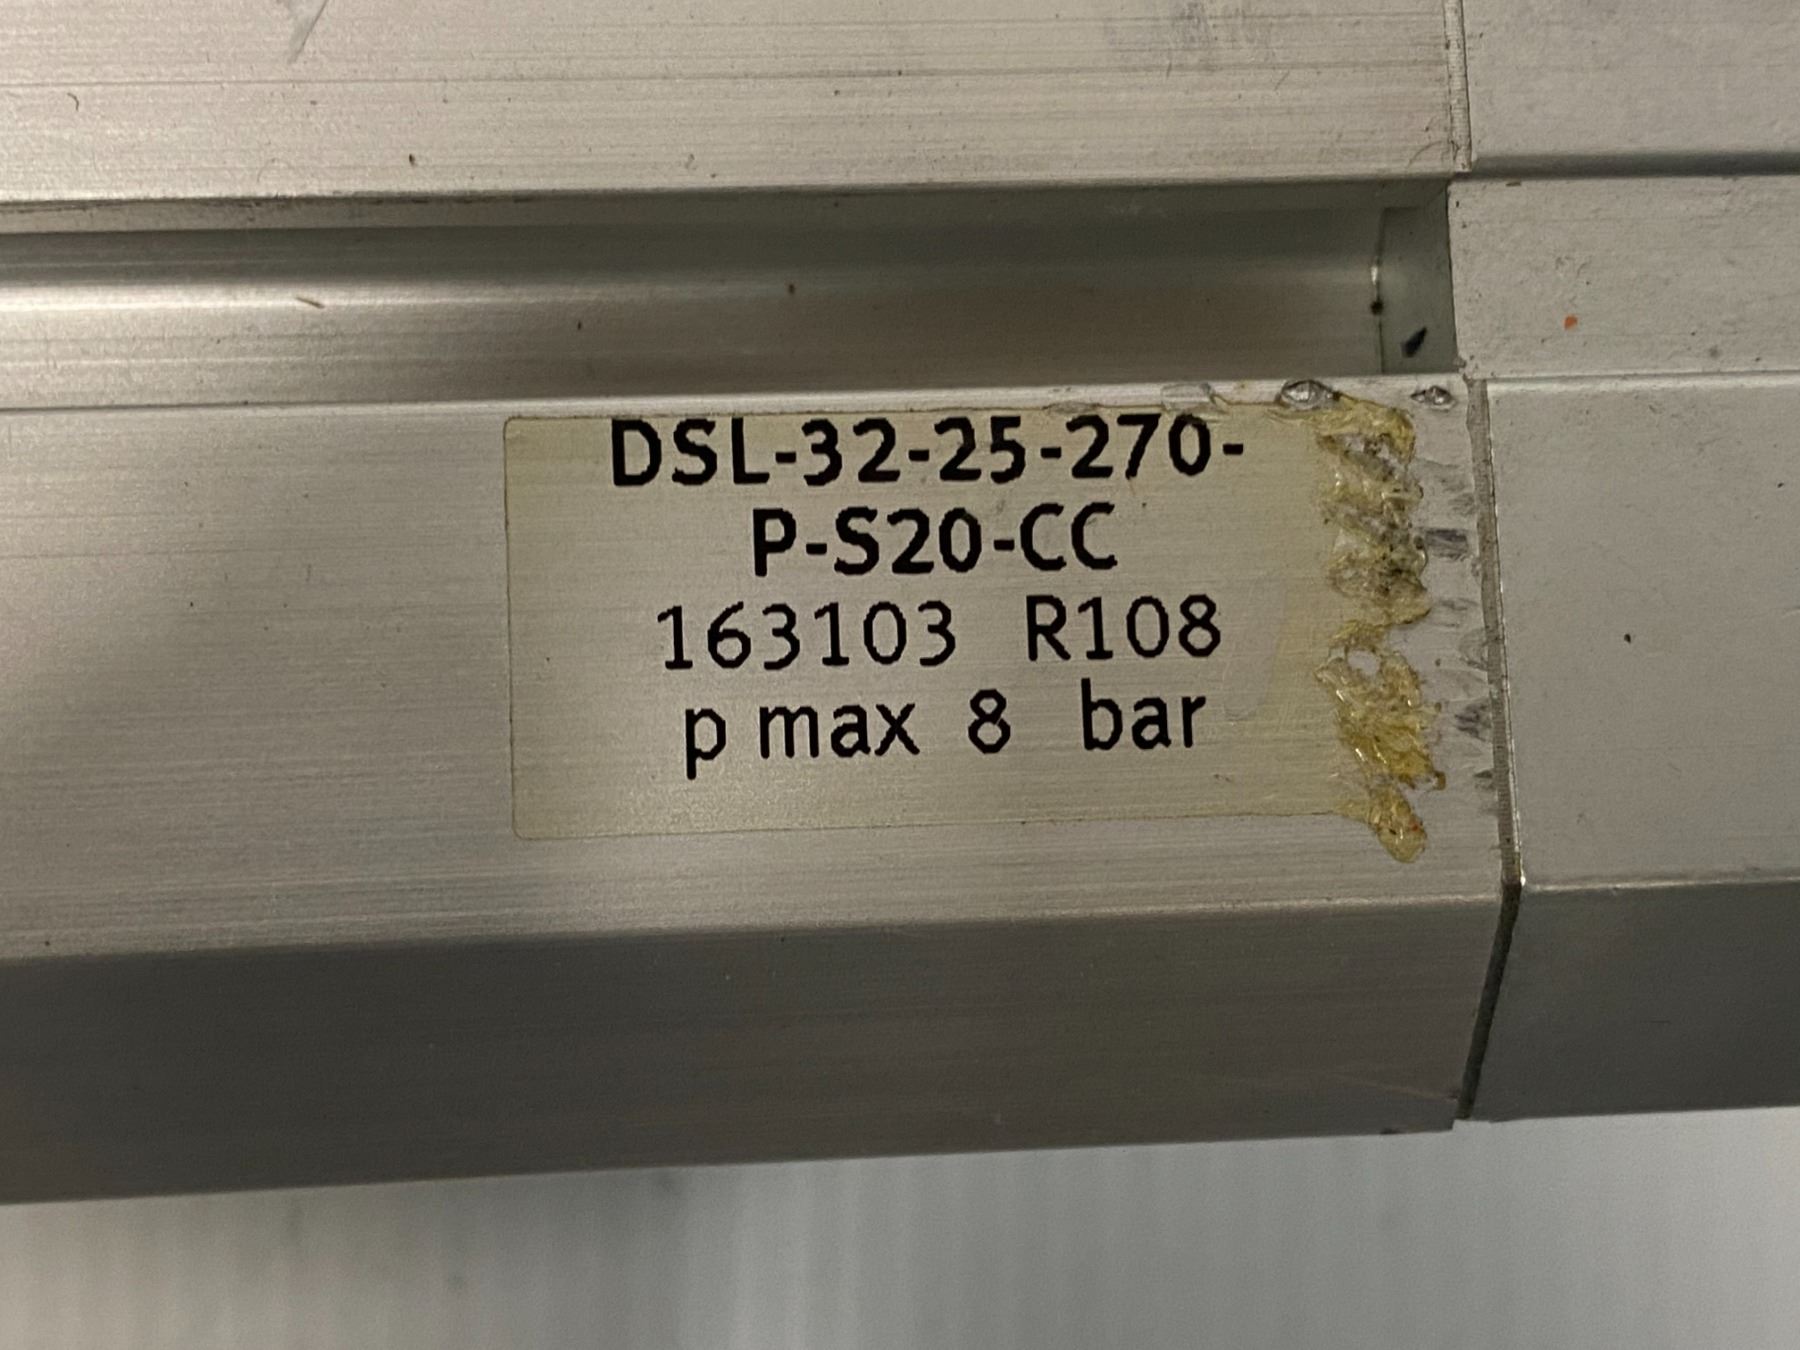 DSL-32-25-270-
P-S20-CC
163103 R108
p max 8 bar